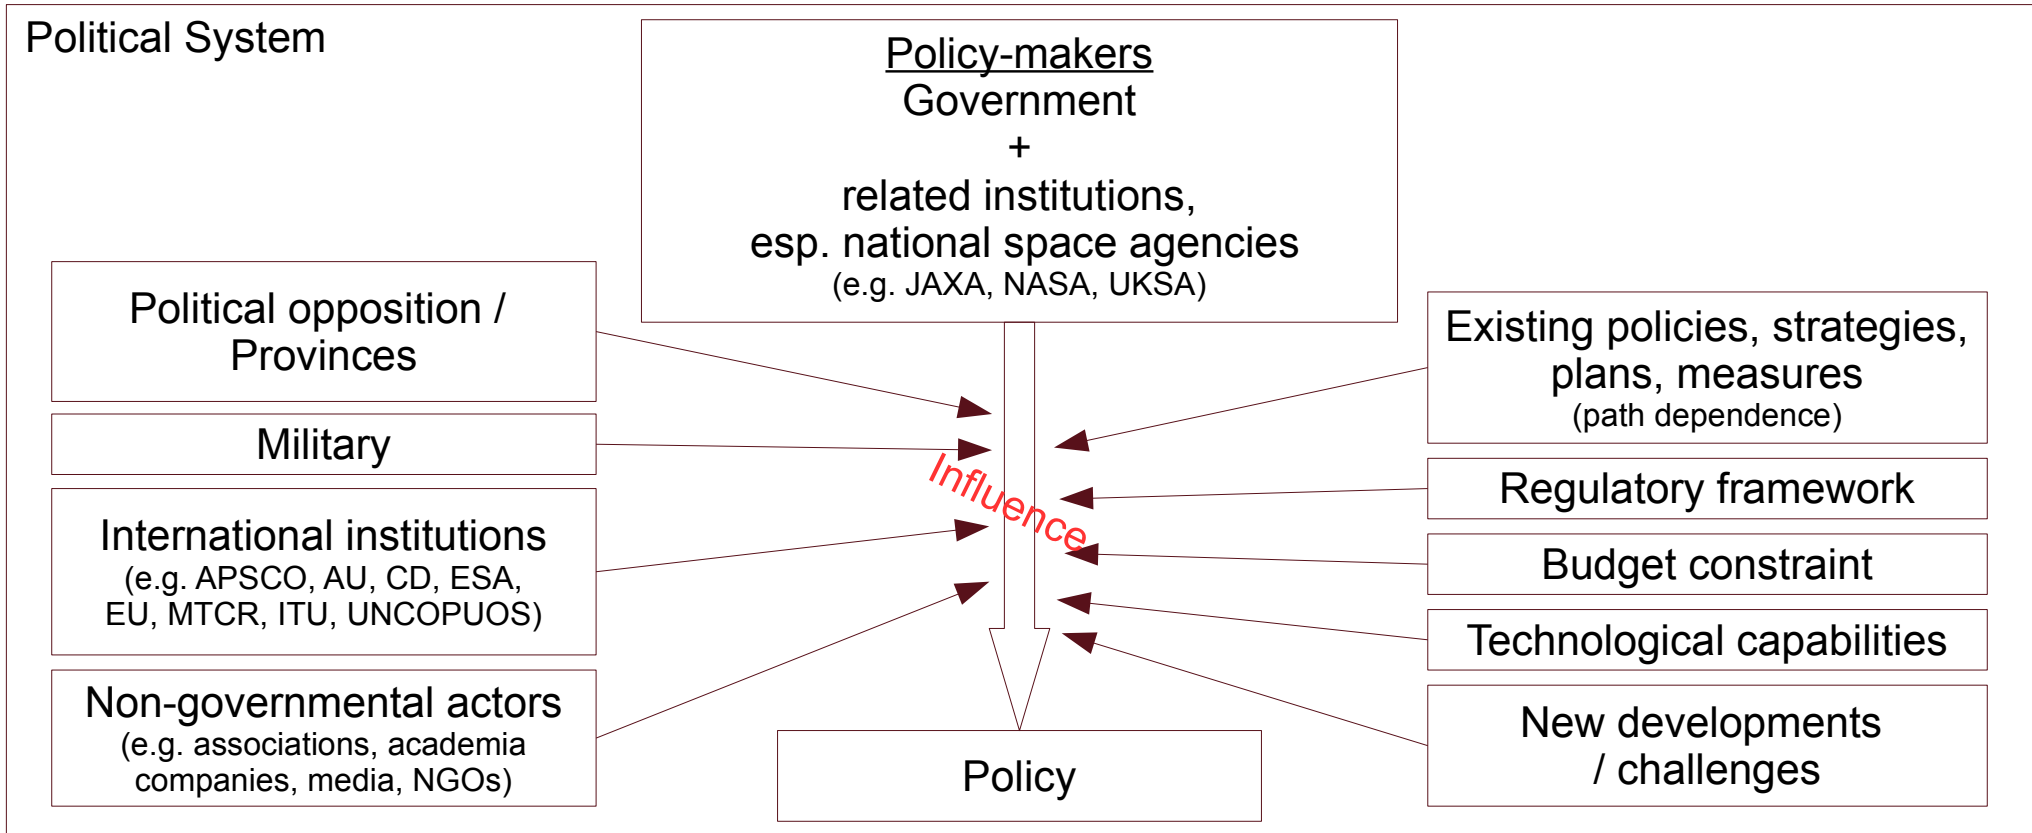 Political System
Policy-makers
Government
+
related institutions,
esp. national space agencies
(e.g. JAXA, NASA, UKSA)
Political opposition /
Provinces
Military
International institutions
(e.g. APSCO, AU, CD, ESA,
EU, MTCR, ITU, UNCOPUOS)
Non-governmental actors
(e.g. associations, academia
companies, media, NGOs)
Influence
Existing policies, strategies,
plans, measures
(path dependence)
Regulatory framework
Budget constraint
Technological capabilities
New developments
/ challenges
Policy